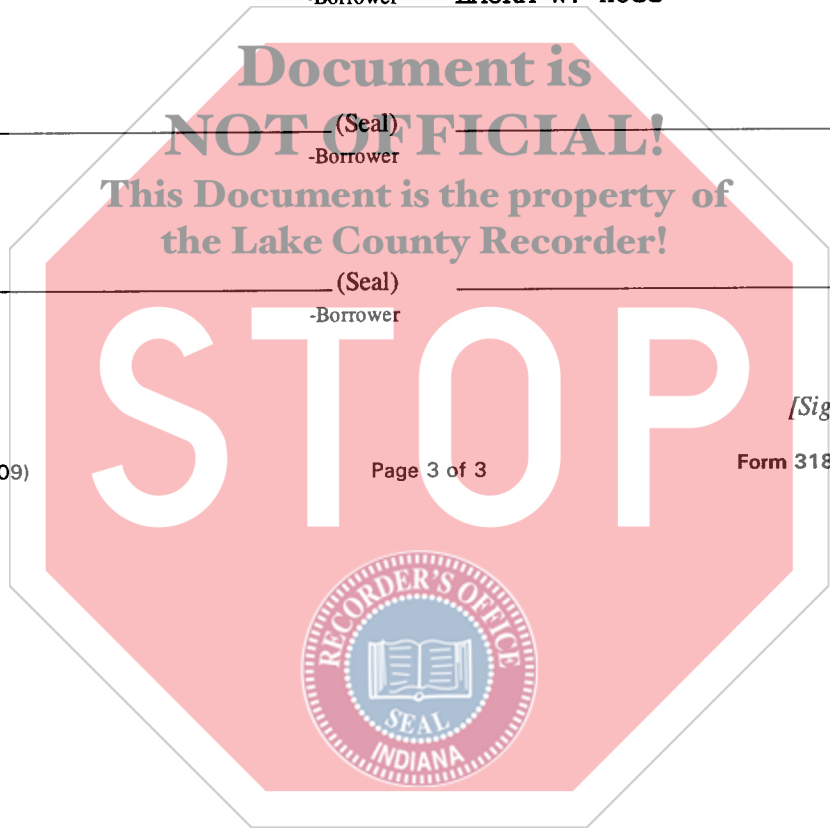 -Borrower
Document is
NOT OFFICIAL!
(Seal)
-Borrower
This Document is the property of
the Lake County Recorder!
(Seal)
-Borrower
STOP
[Sig
09)
Page 3 of 3
Form 318
RECORDER'S OFFICE
SEAL
INDIANA